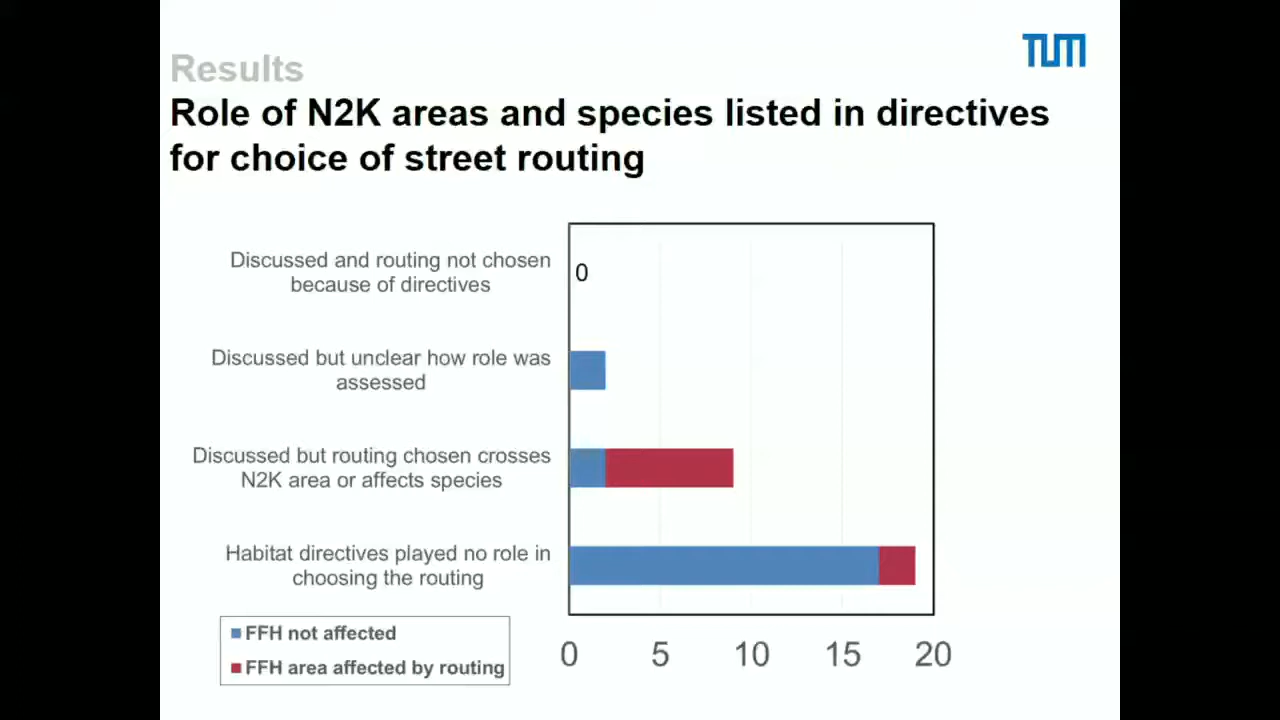 TUM
Results
Role of N2K areas and species listed in directives
for choice of street routing
Discussed and routing not chosen
because of directives
0
Discussed but unclear how role was
assessed
Discussed but routing chosen crosses
N2K area or affects species
Habitat directives played no role in
choosing the routing
FFH not affected
FFH area affected by routing
0 5 10 15 20